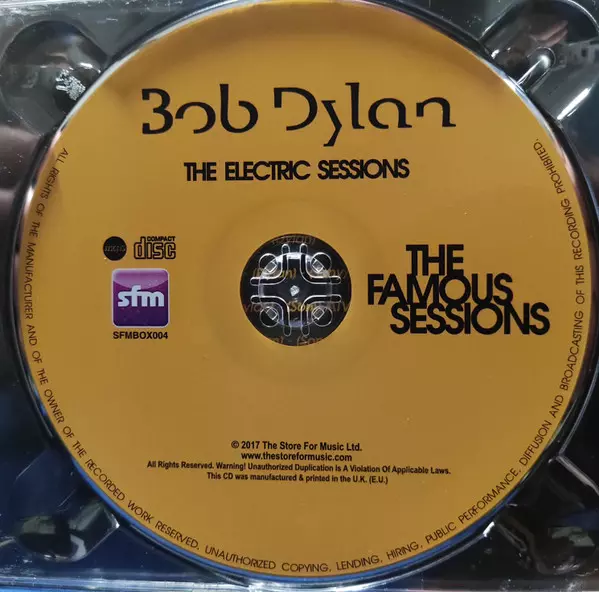 Bob Dylan
THE ELECTRIC SESSIONS
COMPACT
disc
sfm
SFMBOX004
THE
FAMOUS
SESSIONS
© 2017 The Store For Music Ltd.
www.thestoreformusic.com
All Rights Reserved. Warning! Unauthorized Duplication Is A Violation Of Applicable Laws.
This CD was manufactured & printed in the U.K. (E.U.)
ALL RIGHTS OF THE MANUFACTURER AND OF THE OWNER OF THE RECORDED WORK RESERVED, UNAUTHORIZED COPYING, LENDING, HIRING, PUBLIC PERFORMANCE, DIFFUSION AND BROADCASTING OF THIS RECORDING PROHIBITED.